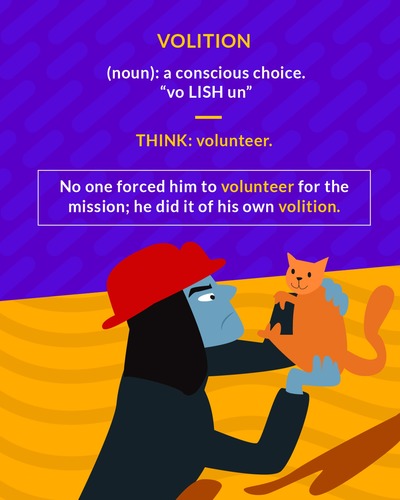 VOLITION
(noun): a conscious choice.
“vo LISH un”
THINK: volunteer.
No one forced him to volunteer for the
mission; he did it of his own volition.